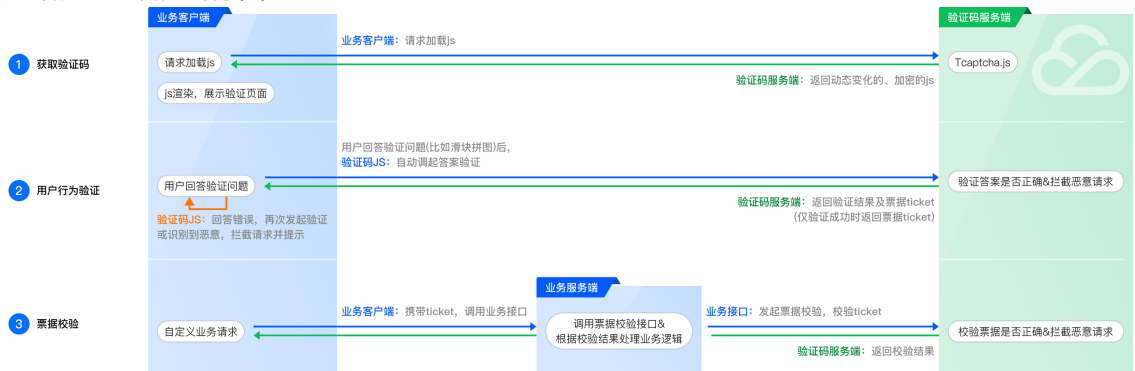 业务客户端
验证码服务端
业务客户端：请求加载js
1 获取验证码
请求加载js
Tcaptcha.js
验证码服务端：返回动态变化的、加密的js
js渲染，展示验证页面
用户回答验证问题(比如滑块拼图)后，
验证码JS：自动调起答案验证
2 用户行为验证
用户回答验证问题
验证答案是否正确&拦截恶意请求
验证码服务端：返回验证结果及票据ticket
(仅验证成功时返回票据ticket)
验证码JS：回答错误，再次发起验证
或识别到恶意，拦截请求并提示
业务服务端
业务客户端：携带ticket，调用业务接口
业务接口：发起票据校验，校验ticket
3 票据校验
自定义业务请求
调用票据校验接口&
根据校验结果处理业务逻辑
校验票据是否正确&拦截恶意请求
验证码服务端：返回校验结果